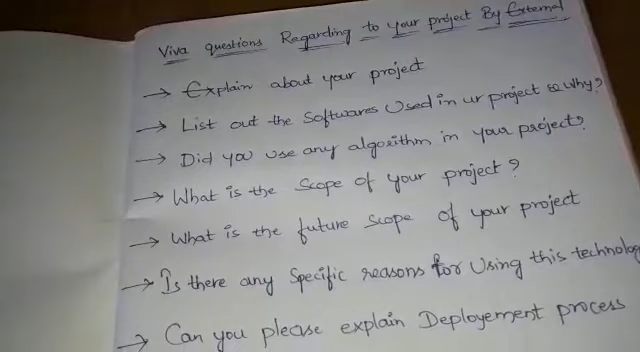 Viva questions Regarding to your project By External
→ Explain about your project
→ List out the softwares Used in ur project & why?
→ Did you use any algorithm in your project?
→ What is the scope of your project?
→ What is the future scope of your project
→ Is there any specific reasons for Using this technology
→ Can you please explain Deployement process